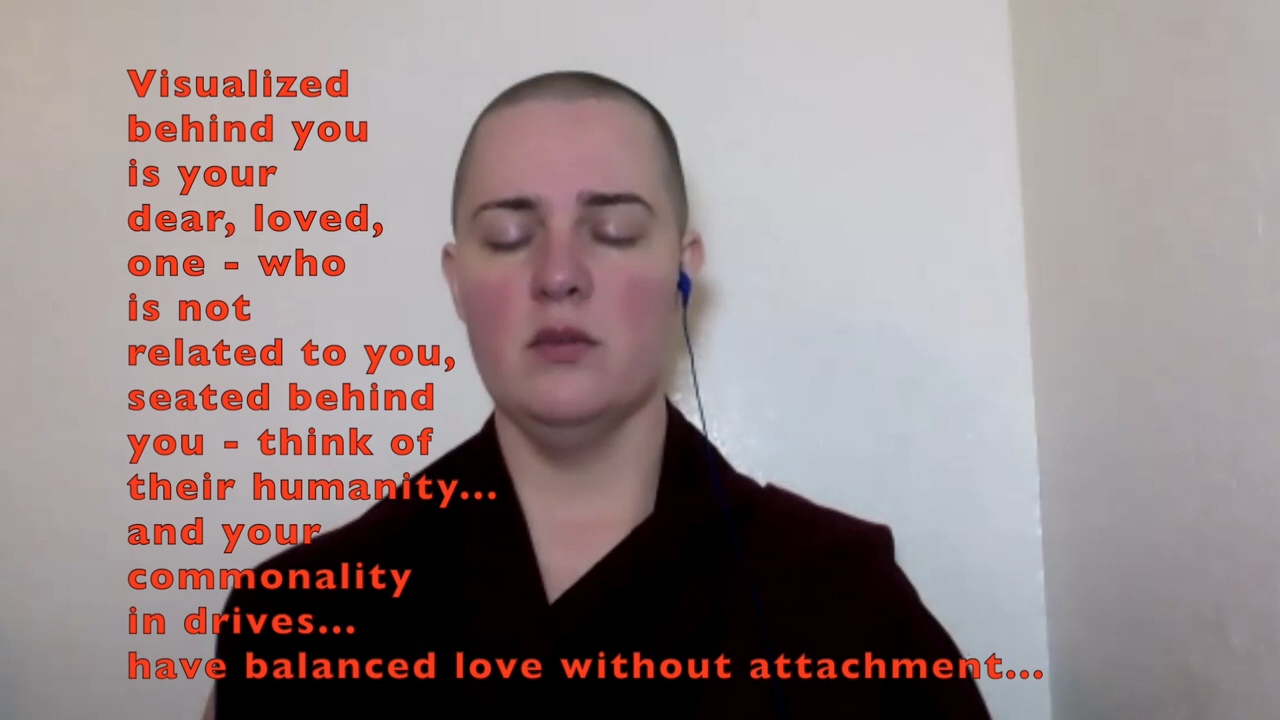 Visualized
behind you
is your
dear, loved,
one - who
is not
related to you,
seated behind
you - think of
their humanity...
and your
commonality
in drives...
have balanced love without attachment...